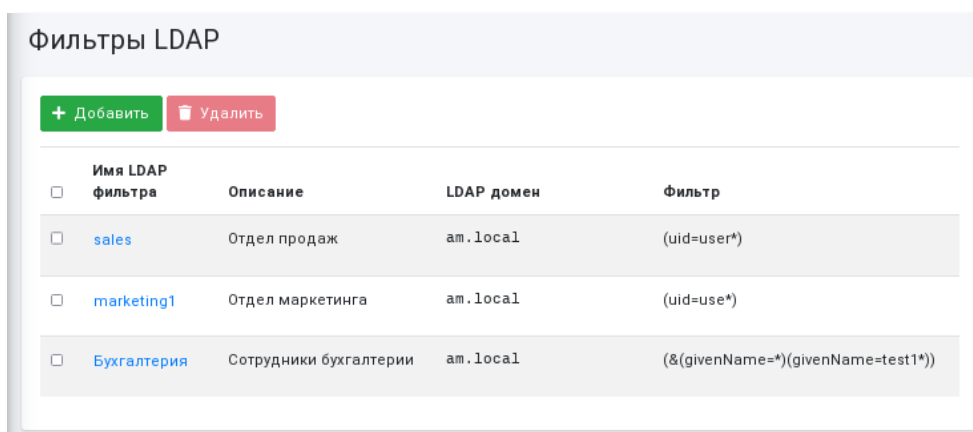 Фильтры LDAP
Добавить Удалить
Имя LDAP
фильтра Описание LDAP домен Фильтр
sales Отдел продаж am.local (uid=user*)
marketing1 Отдел маркетинга am.local (uid=use*)
Бухгалтерия Сотрудники бухгалтерии am.local (&(givenName=*)(givenName=test1*))